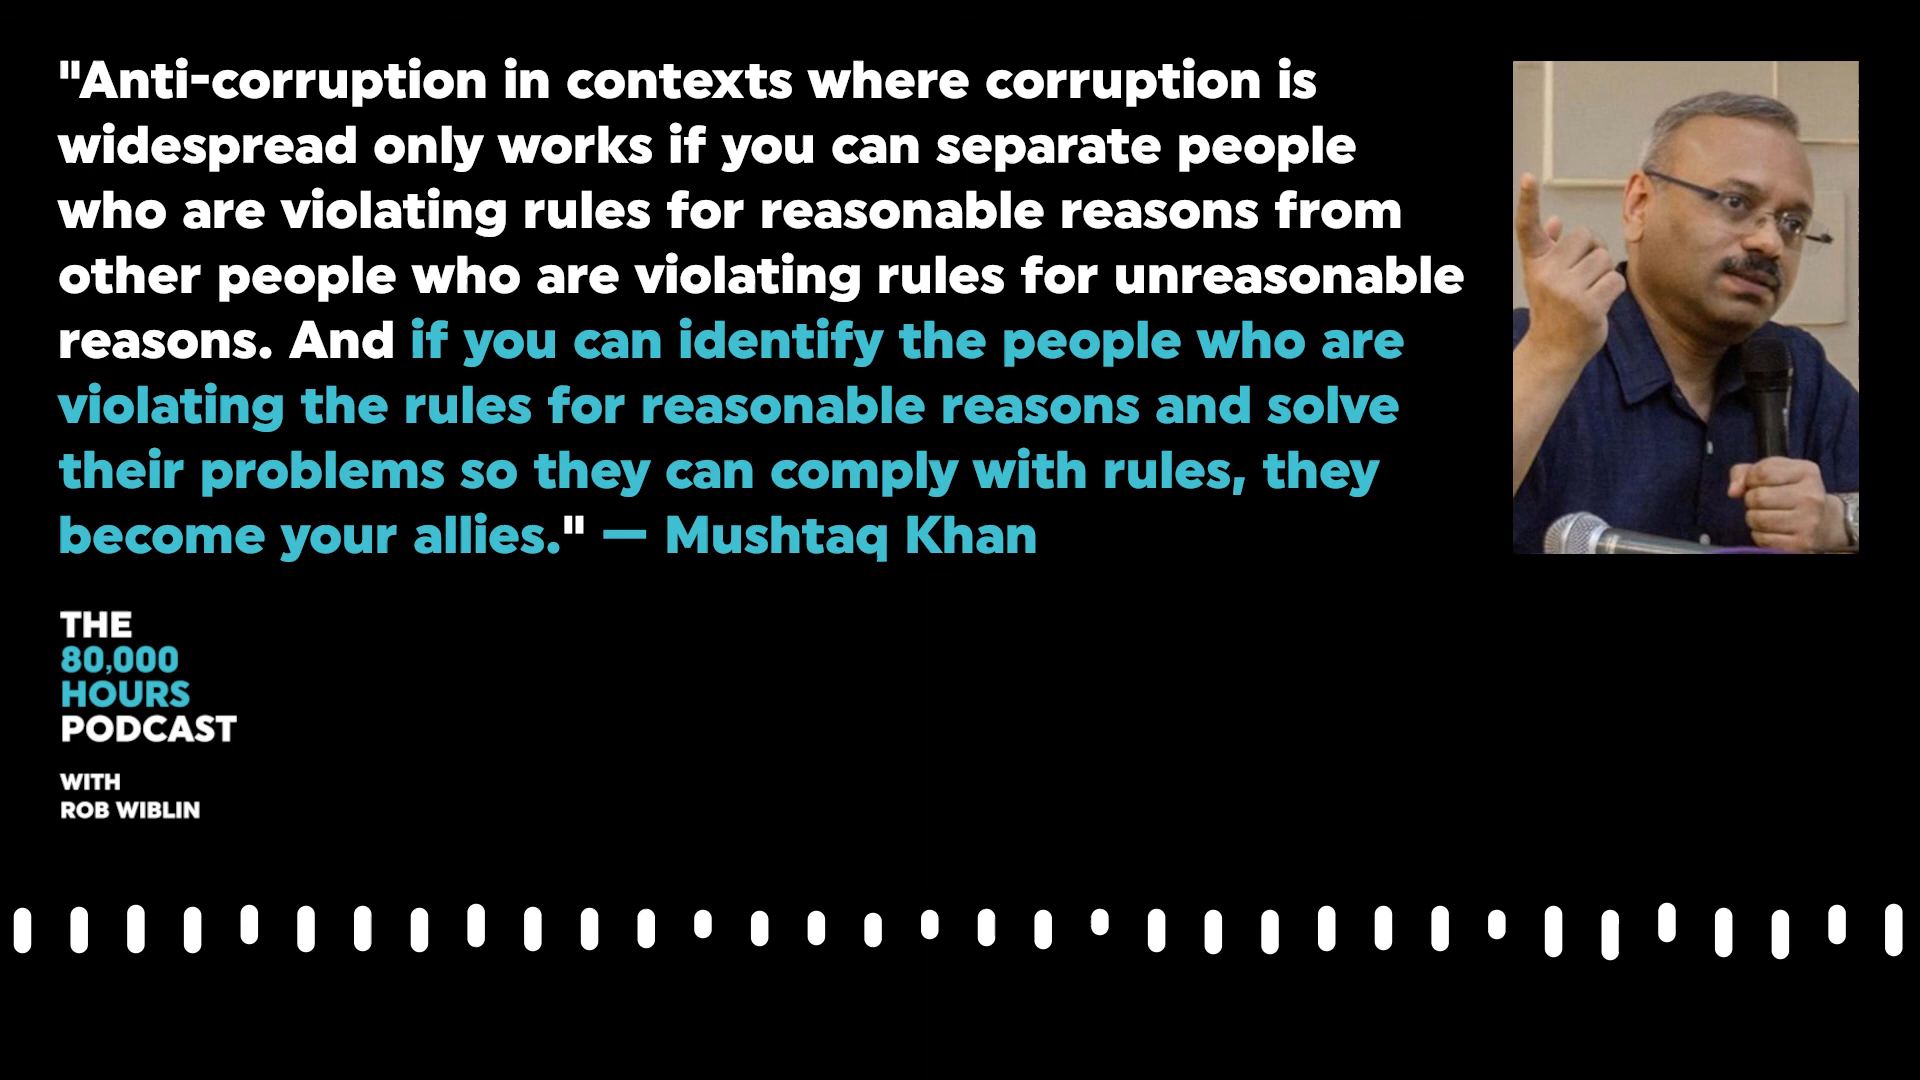 "Anti-corruption in contexts where corruption is
widespread only works if you can separate people
who are violating rules for reasonable reasons from
other people who are violating rules for unreasonable
reasons. And if you can identify the people who are
violating the rules for reasonable reasons and solve
their problems so they can comply with rules, they
become your allies." — Mushtaq Khan
THE
80,000
HOURS
PODCAST
WITH
ROB WIBLIN